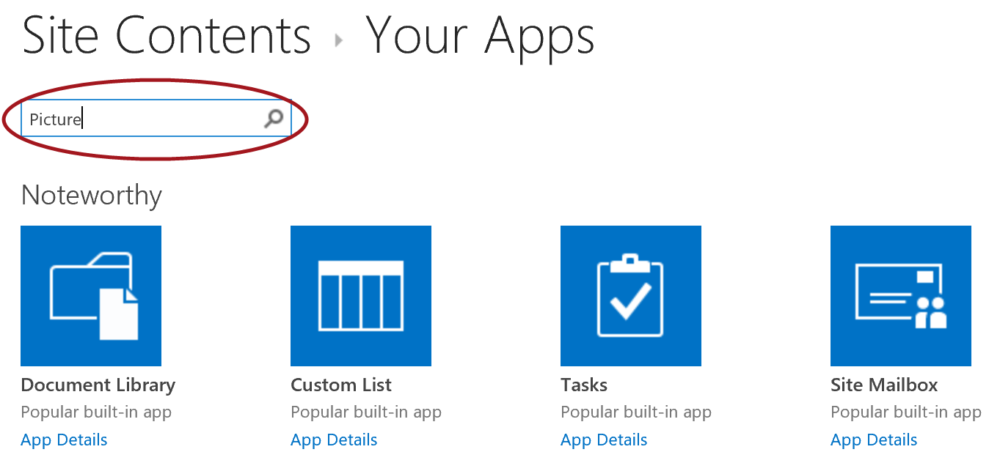 Site Contents Your Apps
Picture
Noteworthy
Document Library Custom List Tasks Site Mailbox
Popular built-in app Popular built-in app Popular built-in app Popular built-in app
App Details App Details App Details App Details